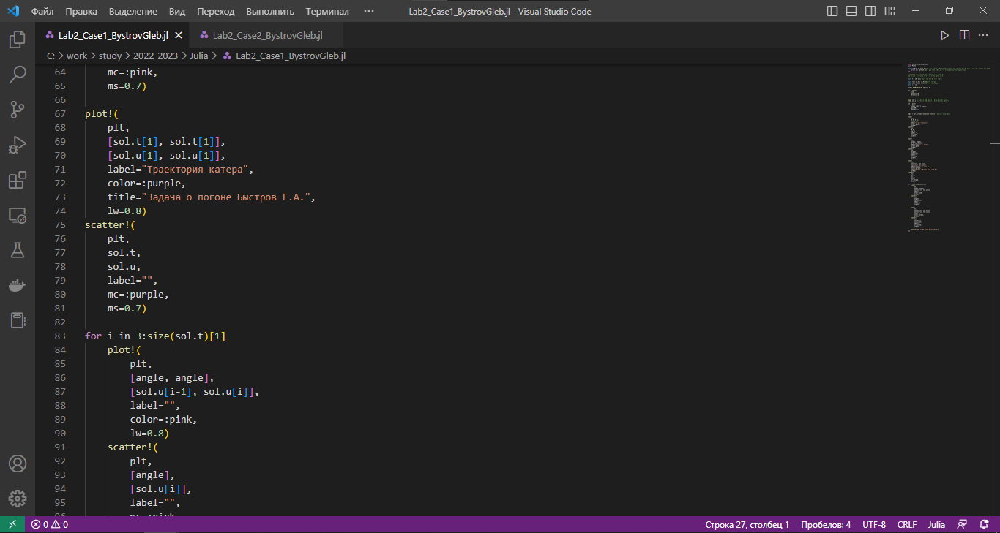 Файл Правка Выделение Вид Переход Выполнить Терминал ··· Lab2_Case1_BystrovGleb.jl - Visual Studio Code
Lab2_Case1_BystrovGleb.jl Lab2_Case2_BystrovGleb.jl
C: > work > study > 2022-2023 > Julia > Lab2_Case1_BystrovGleb.jl
64 mc=:pink,
65 ms=0.7)
66
67 plot!(
68 plt,
69 [sol.t[1], sol.t[1]],
70 [sol.u[1], sol.u[1]],
71 label="Траектория катера",
72 color=:purple,
73 title="Задача о погоне Быстров Г.А.",
74 lw=0.8)
75 scatter!(
76 plt,
77 sol.t,
78 sol.u,
79 label="",
80 mc=:purple,
81 ms=0.7)
82
83 for i in 3:size(sol.t)[1]
84 plot!(
85 plt,
86 [angle, angle],
87 [sol.u[i-1], sol.u[i]],
88 label="",
89 color=:pink,
90 lw=0.8)
91 scatter!(
92 plt,
93 [angle],
94 [sol.u[i]],
95 label="",
96 mc=:pink
0 0 Строка 27, столбец 1 Пробелов: 4 UTF-8 CRLF Julia